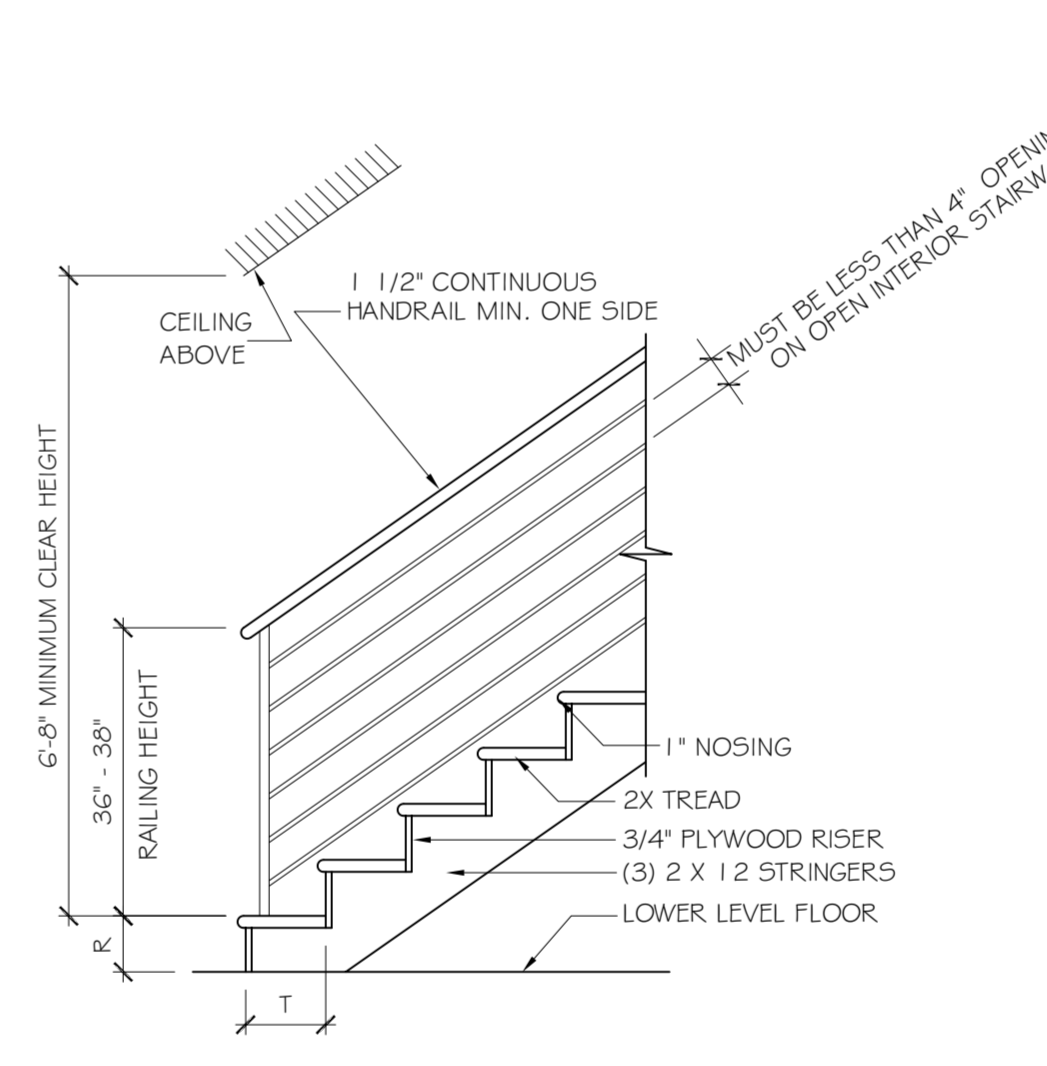 MUST BE LESS THAN 4"
ON OPEN INTERIOR
1 1/2" CONTINUOUS
HANDRAIL MIN. ONE SIDE
CEILING
ABOVE
6'-8" MINIMUM CLEAR HEIGHT
36" - 38"
RAILING HEIGHT
1" NOSING
2X TREAD
3/4" PLYWOOD RISER
(3) 2 X 12 STRINGERS
LOWER LEVEL FLOOR
R
T